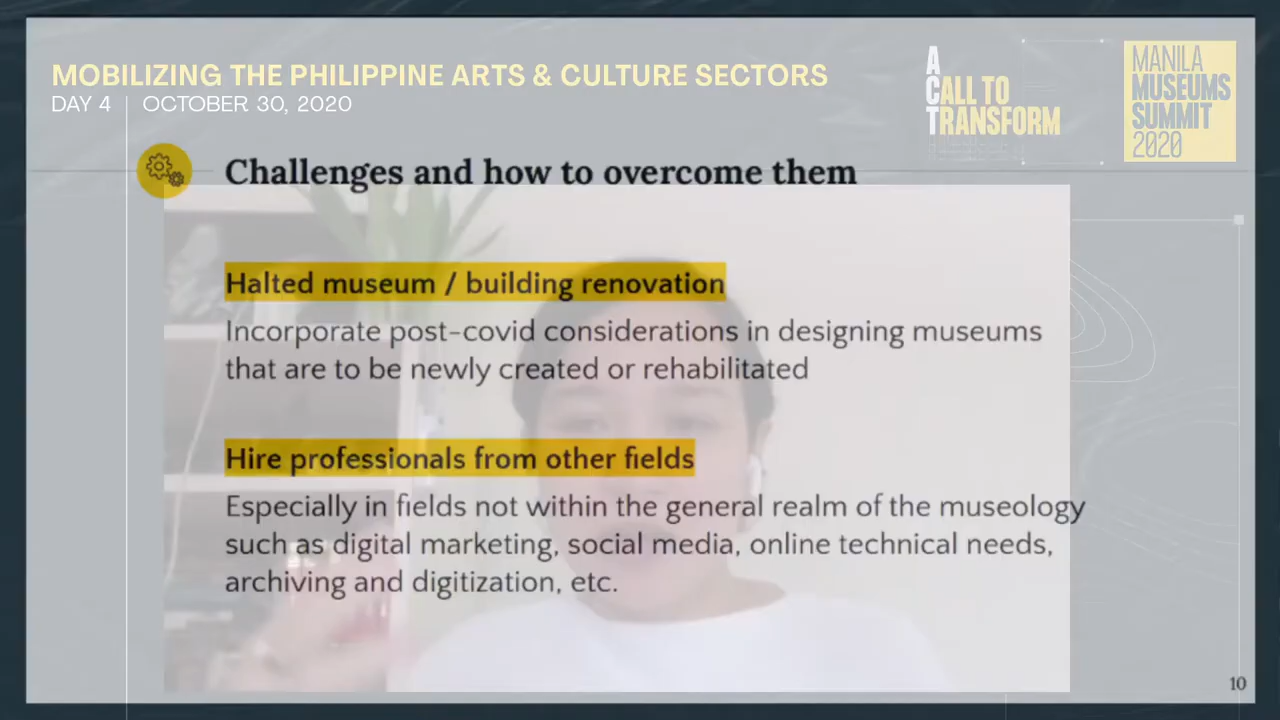 MOBILIZING THE PHILIPPINE ARTS & CULTURE SECTORS
DAY 4 OCTOBER 30, 2020
A
CALL TO
TRANSFORM
MANILA
MUSEUMS
SUMMIT
2020
Challenges and how to overcome them
Halted museum / building renovation
Incorporate post-covid considerations in designing museums
that are to be newly created or rehabilitated
Hire professionals from other fields
Especially in fields not within the general realm of the museology
such as digital marketing, social media, online technical needs,
archiving and digitization, etc.
10